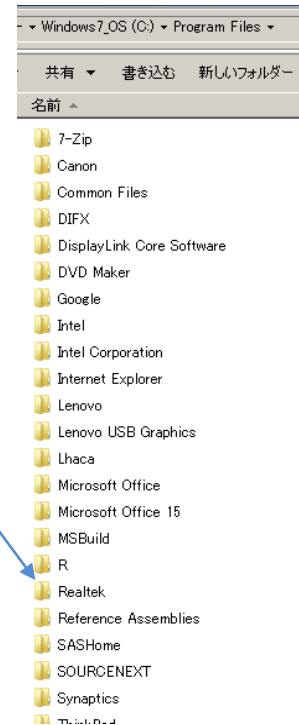 Windows7_OS (C:) ▾ Program Files ▾
共有 ▼ 書き込む 新しいフォルダー
名前
7-Zip
Canon
Common Files
DIFX
DisplayLink Core Software
DVD Maker
Google
Intel
Intel Corporation
Internet Explorer
Lenovo
Lenovo USB Graphics
Lhaca
Microsoft Office
Microsoft Office 15
MSBuild
R
Realtek
Reference Assemblies
SASHome
SOURCENEXT
Synaptics
ThinkPad